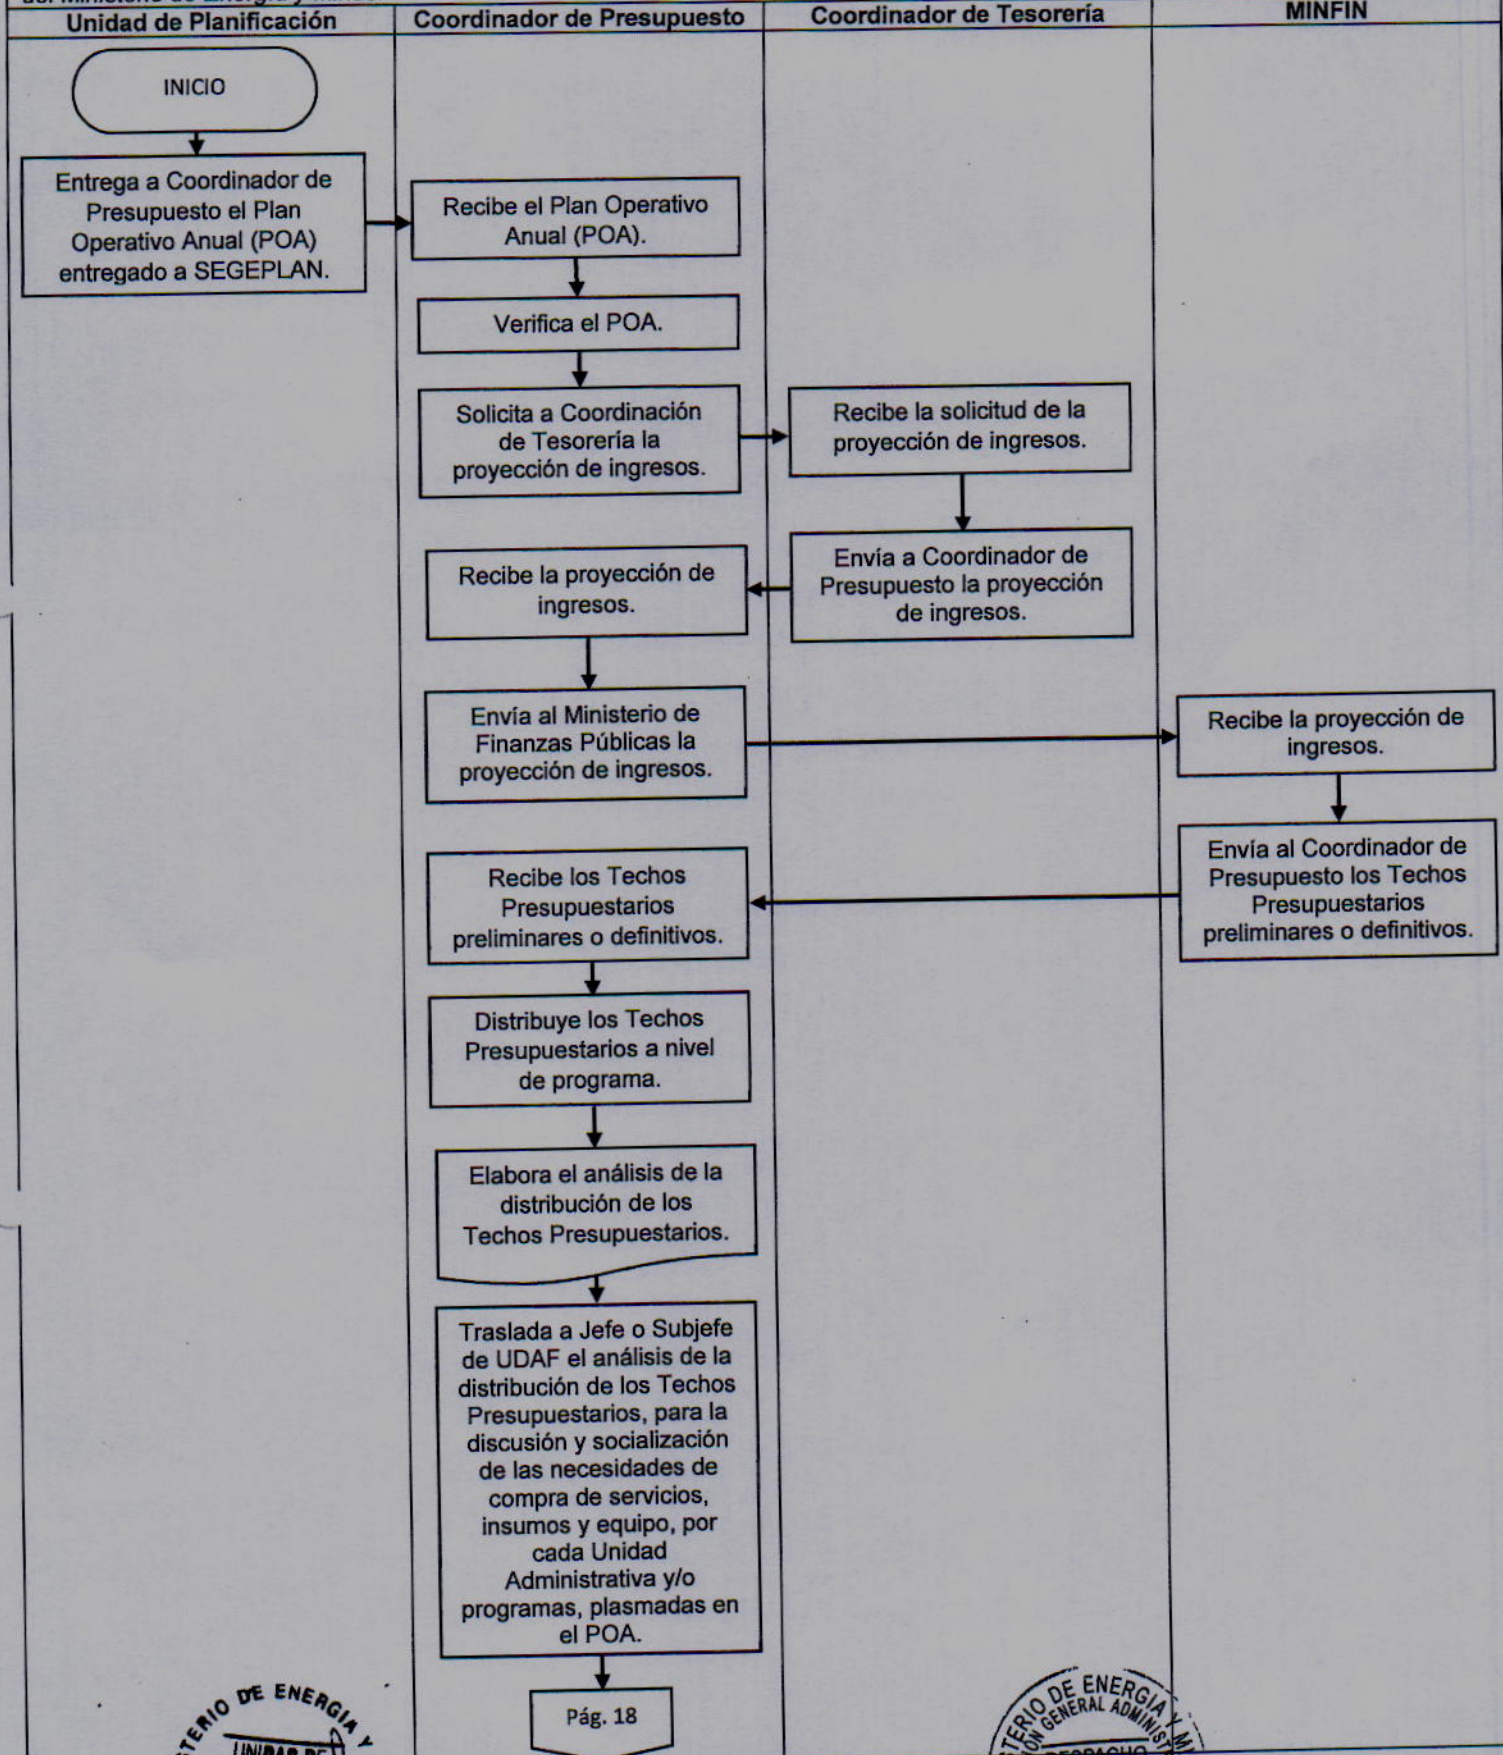 Unidad de Planificación
Coordinador de Presupuesto
Coordinador de Tesorería
MINFIN
INICIO
Entrega a Coordinador de
Presupuesto el Plan
Operativo Anual (POA)
entregado a SEGEPLAN.
Recibe el Plan Operativo
Anual (POA).
Verifica el POA.
Solicita a Coordinación
de Tesorería la
proyección de ingresos.
Recibe la solicitud de la
proyección de ingresos.
Envía a Coordinador de
Presupuesto la proyección
de ingresos.
Recibe la proyección de
ingresos.
Envía al Ministerio de
Finanzas Públicas la
proyección de ingresos.
Recibe la proyección de
ingresos.
Envía al Coordinador de
Presupuesto los Techos
Presupuestarios
preliminares o definitivos.
Recibe los Techos
Presupuestarios
preliminares o definitivos.
Distribuye los Techos
Presupuestarios a nivel
de programa.
Elabora el análisis de la
distribución de los
Techos Presupuestarios.
Traslada a Jefe o Subjefe
de UDAF el análisis de la
distribución de los Techos
Presupuestarios, para la
discusión y socialización
de las necesidades de
compra de servicios,
insumos y equipo, por
cada Unidad
Administrativa y/o
programas, plasmadas en
el POA.
Pág. 18
DE ENERGIA Y
DE ENERGIA Y
GENERAL